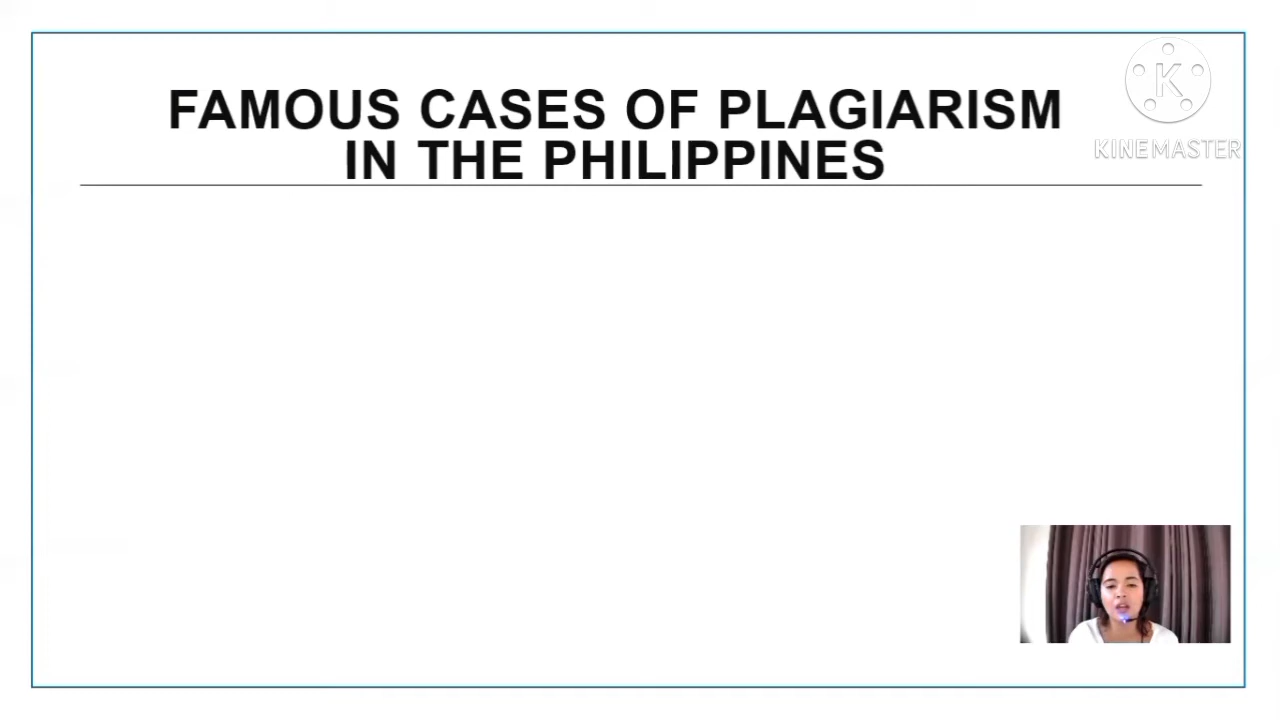 FAMOUS CASES OF PLAGIARISM
IN THE PHILIPPINES
K
KINEMASTER